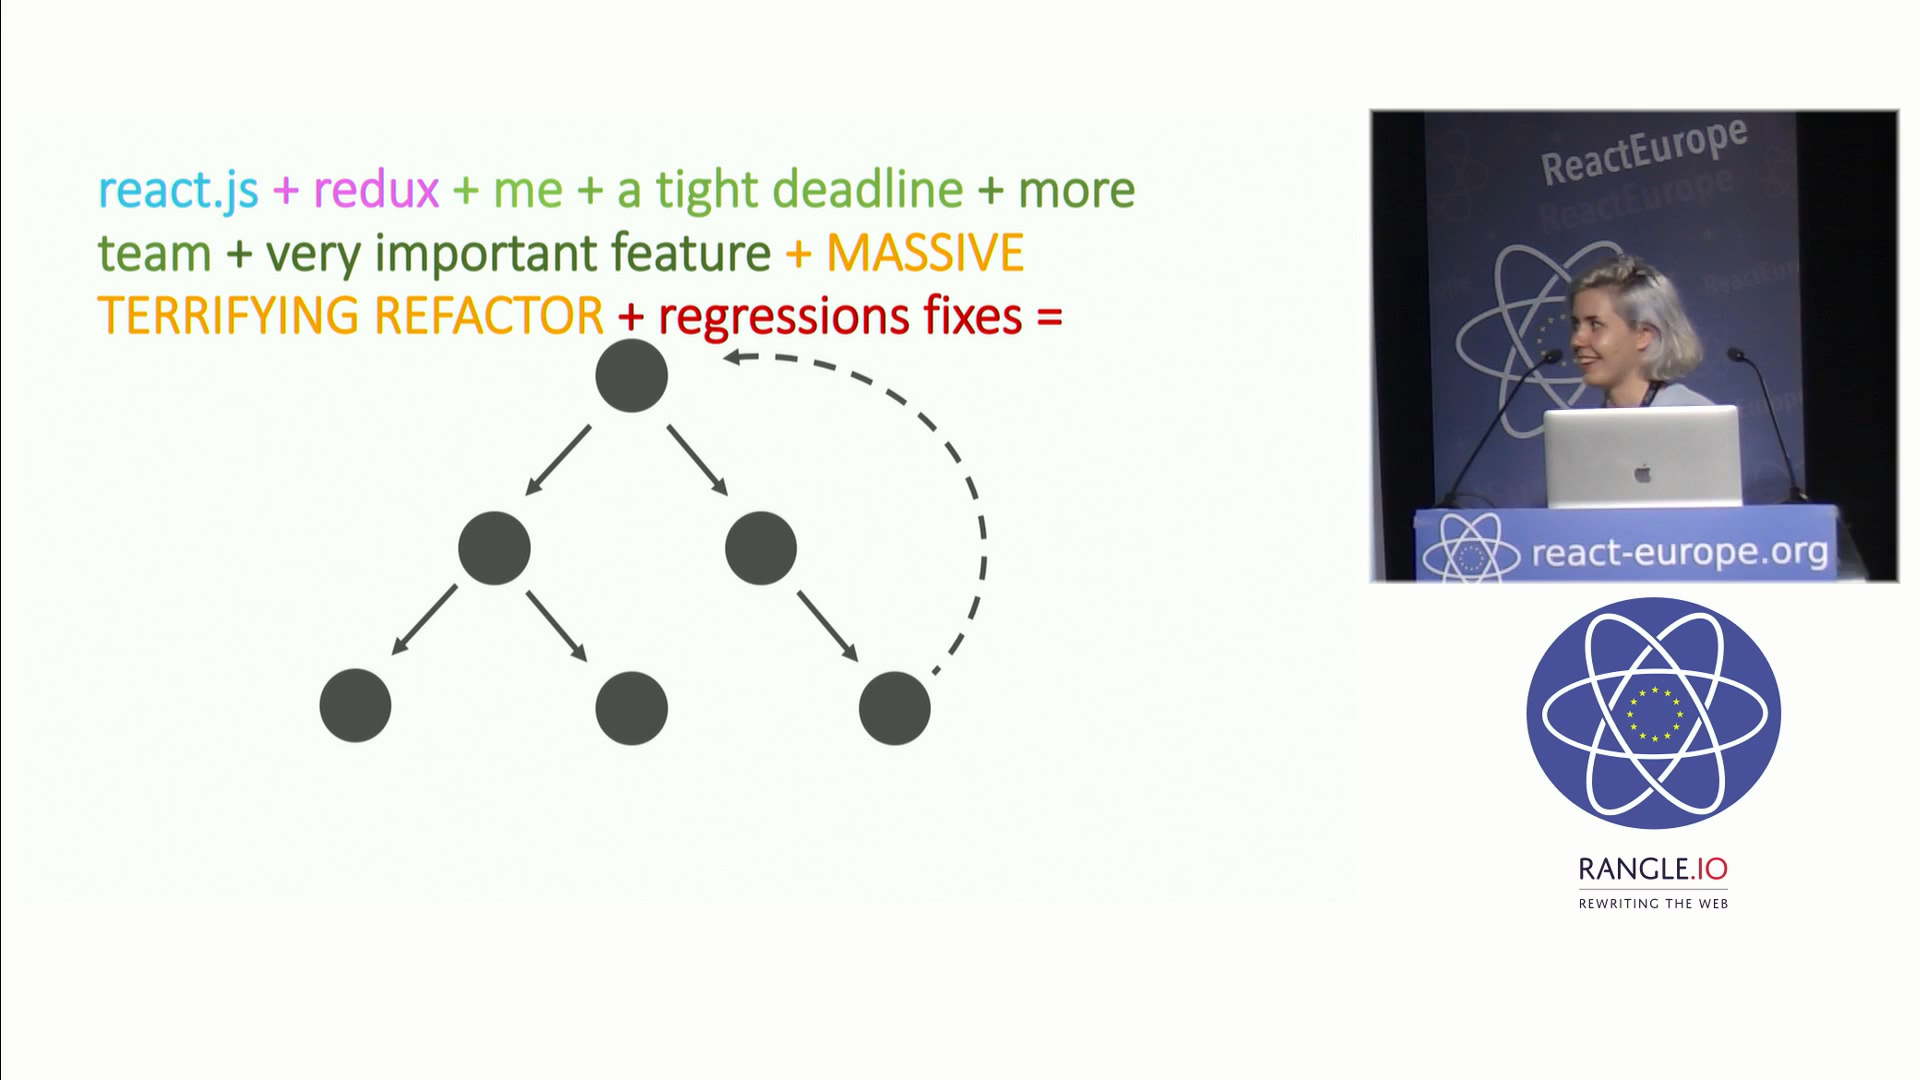 react.js + redux + me + a tight deadline + more
team + very important feature + MASSIVE
TERRIFYING REFACTOR + regressions fixes =
ReactEurope
ReactEurope
react-europe.org
RANGLE.IO
REWRITING THE WEB